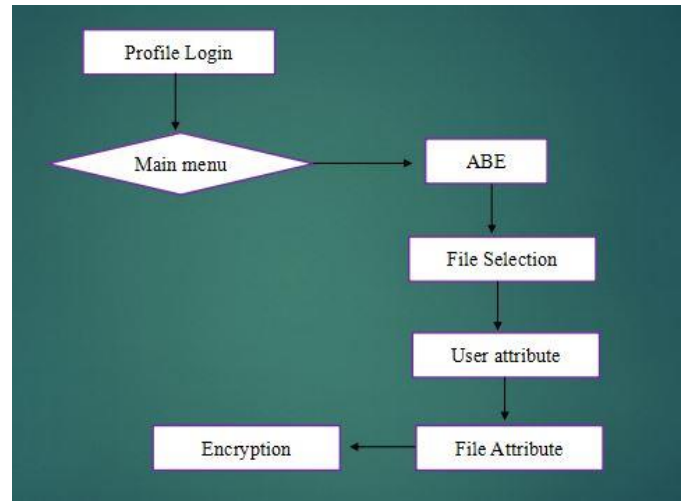 Profile Login
Main menu
ABE
File Selection
User attribute
File Attribute
Encryption